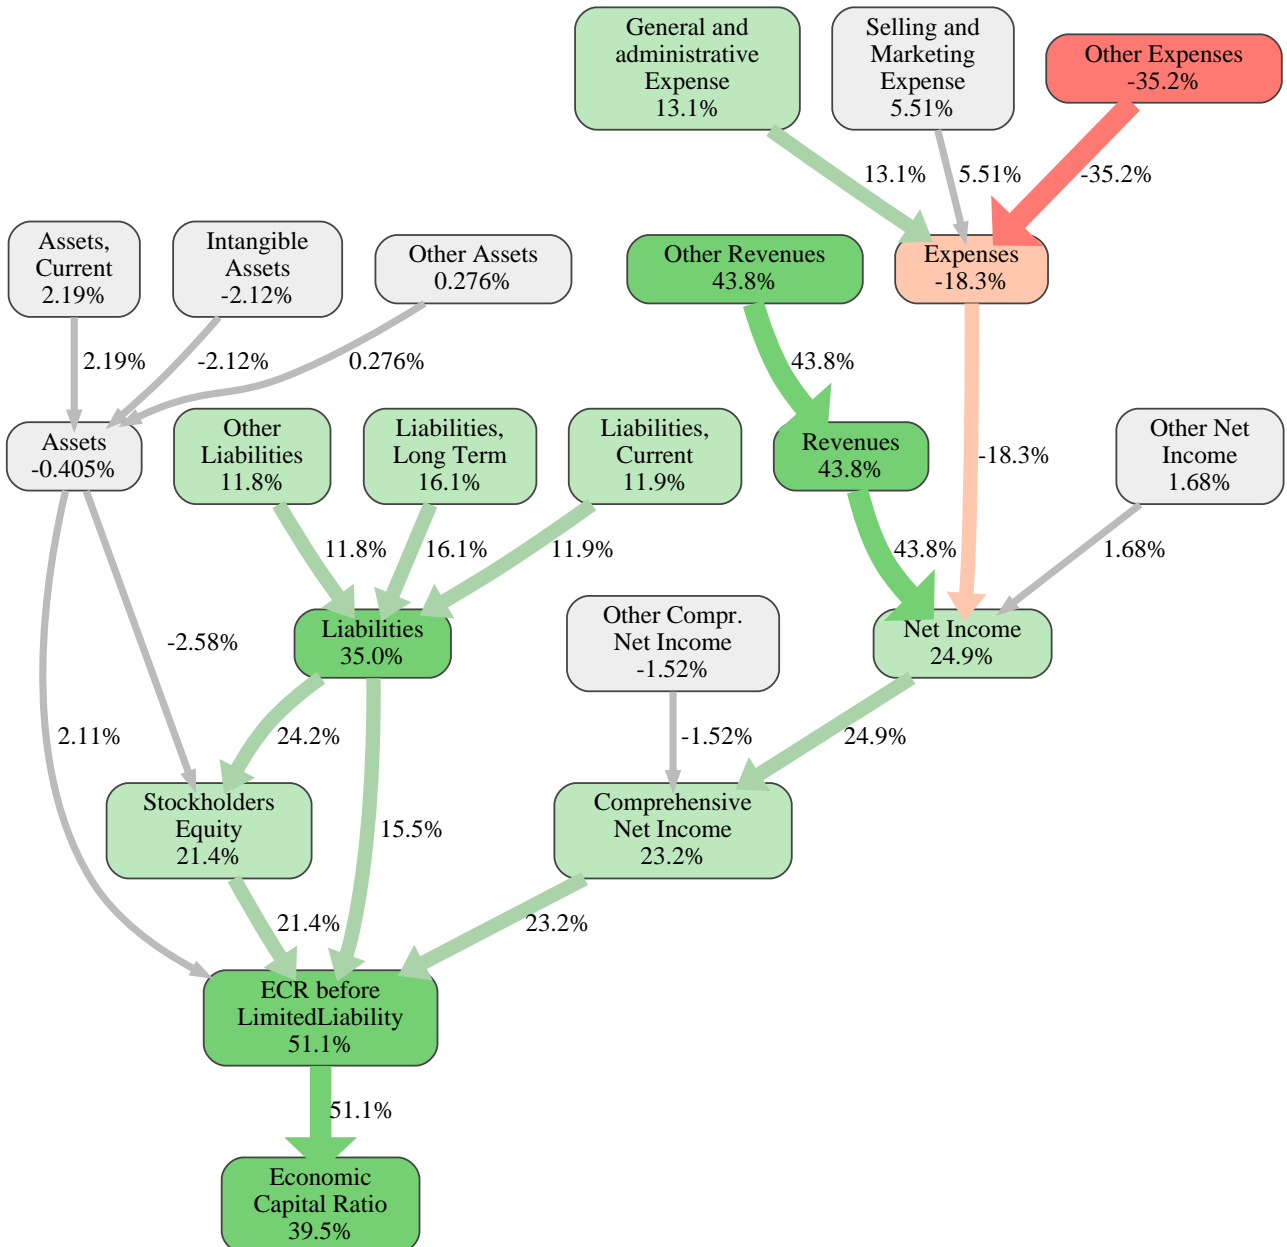 General and
administrative
Expense
13.1%
Selling and
Marketing
Expense
5.51%
Other Expenses
-35.2%
13.1%
5.51%
-35.2%
Assets,
Current
2.19%
Intangible
Assets
-2.12%
Other Assets
0.276%
Other Revenues
43.8%
Expenses
-18.3%
2.19%
-2.12%
0.276%
43.8%
Assets
-0.405%
Other
Liabilities
11.8%
Liabilities,
Long Term
16.1%
Liabilities,
Current
11.9%
Revenues
43.8%
-18.3%
Other Net
Income
1.68%
11.8%
16.1%
11.9%
43.8%
1.68%
-2.58%
Liabilities
35.0%
Other Compr.
Net Income
-1.52%
Net Income
24.9%
2.11%
24.2%
-1.52%
24.9%
Stockholders
Equity
21.4%
15.5%
Comprehensive
Net Income
23.2%
21.4%
23.2%
ECR before
LimitedLiability
51.1%
51.1%
Economic
Capital Ratio
39.5%